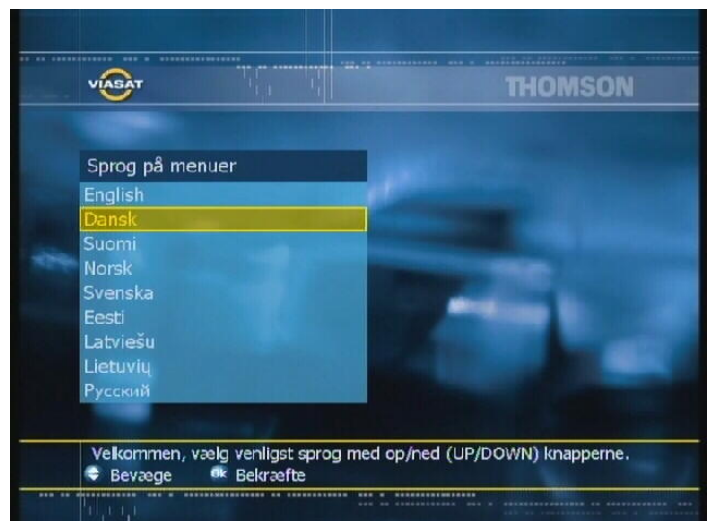 VIASAT
THOMSON
Sprog på menuer
English
Dansk
Suomi
Norsk
Svenska
Eesti
Latviešu
Lietuvių
Русский
Velkommen, vælg venligst sprog med op/ned (UP/DOWN) knapperne.
Bevæge Ok Bekræfte